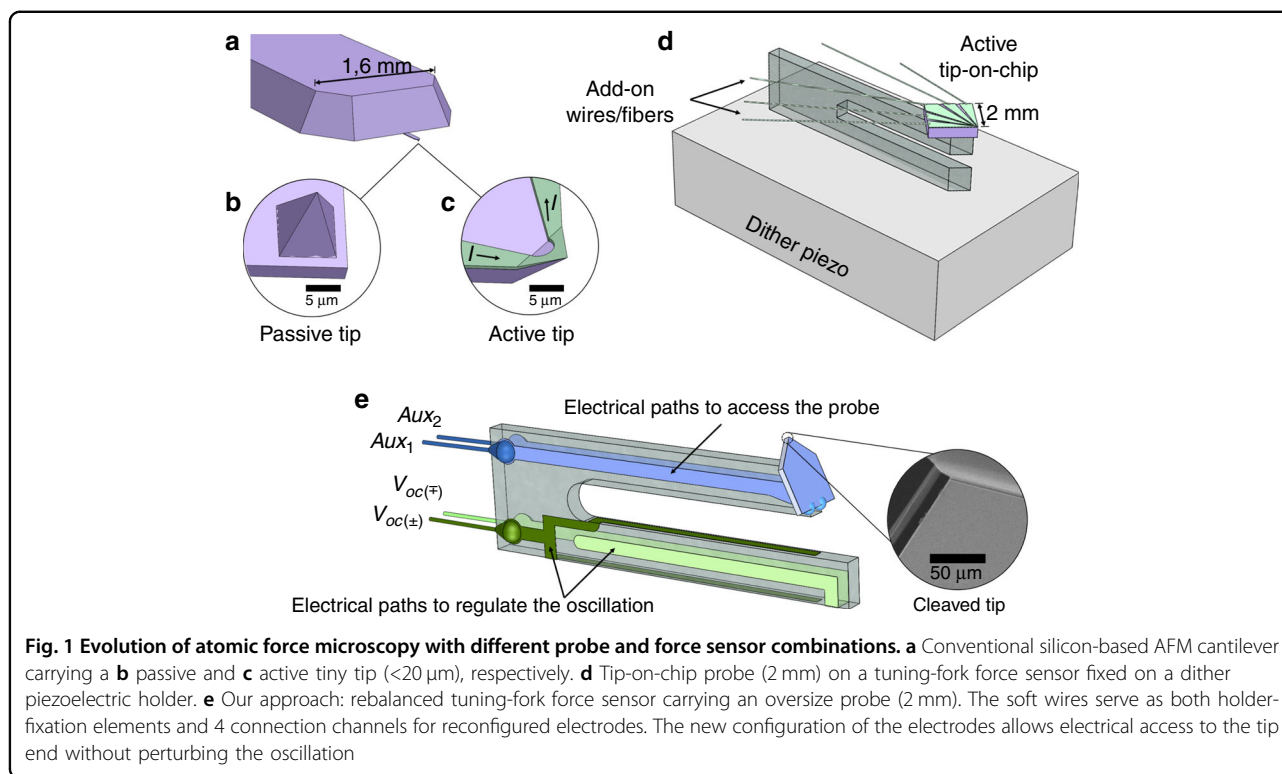 a
1,6 mm
b
5 μm
Passive tip
c
I
I
5 μm
Active tip
d
Active
tip-on-chip
Add-on
wires/fibers
2 mm
Dither piezo
e
Electrical paths to access the probe
Aux2
Aux1
Voc(∓)
Voc(±)
Electrical paths to regulate the oscillation
50 μm
Cleaved tip
Fig. 1 Evolution of atomic force microscopy with different probe and force sensor combinations. a Conventional silicon-based AFM cantilever
carrying a b passive and c active tiny tip (<20 μm), respectively. d Tip-on-chip probe (2 mm) on a tuning-fork force sensor fixed on a dither
piezoelectric holder. e Our approach: rebalanced tuning-fork force sensor carrying an oversize probe (2 mm). The soft wires serve as both holder-
fixation elements and 4 connection channels for reconfigured electrodes. The new configuration of the electrodes allows electrical access to the tip
end without perturbing the oscillation